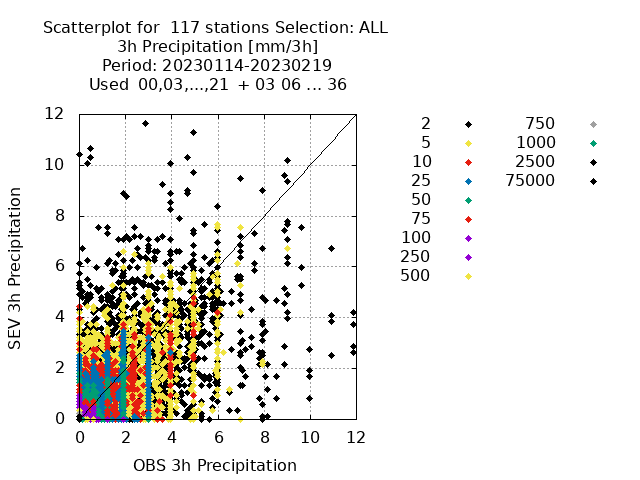 Scatterplot for 117 stations Selection: ALL
3h Precipitation [mm/3h]
Period: 20230114-20230219
Used 00,03,...,21 + 03 06 ... 36
12
10
8
6
4
2
0
0 2 4 6 8 10 12
SEV 3h Precipitation
OBS 3h Precipitation
2 750
5 1000
10 2500
25 75000
50
75
100
250
500